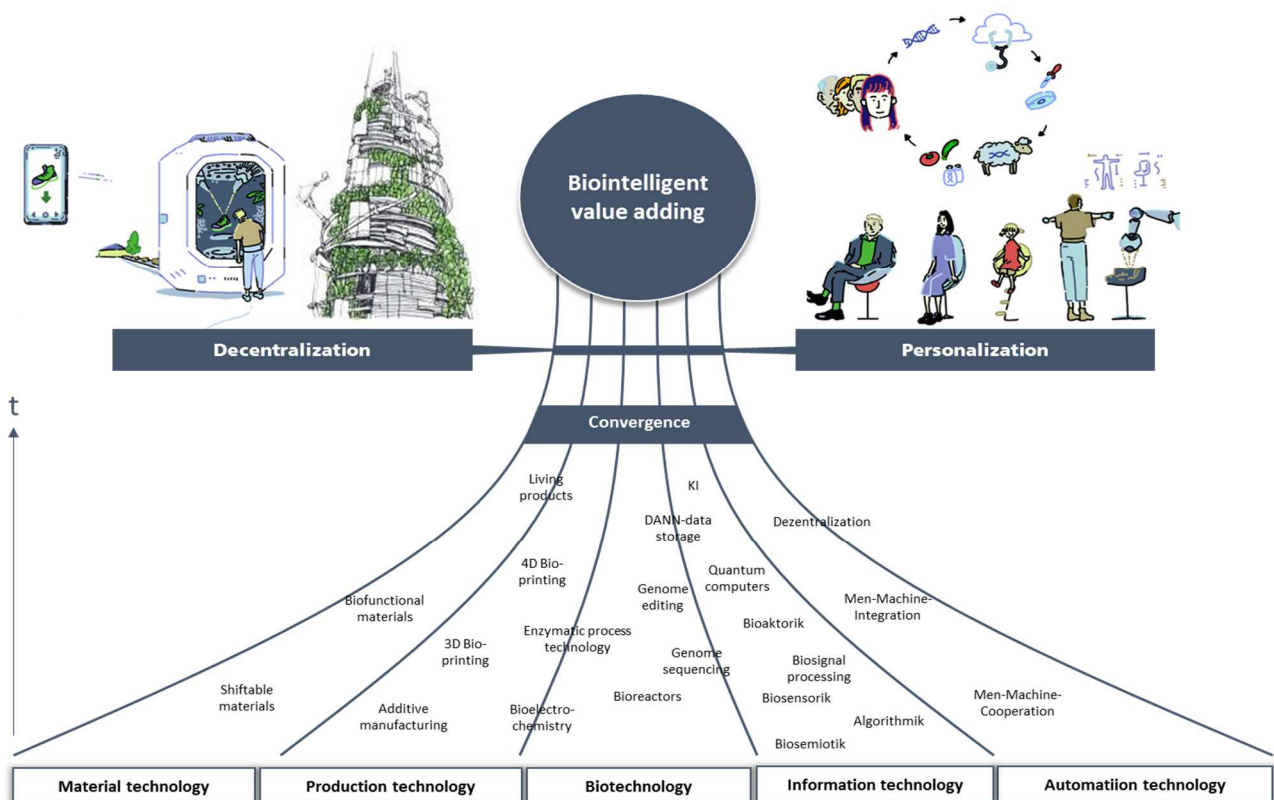 Biointelligent
value adding
Decentralization
Personalization
t
Convergence
Living
products
KI
DANN-data
storage
Dezentralization
4D Bio-
printing
Quantum
computers
Genome
editing
Biofunctional
materials
Men-Machine-
Integration
Bioaktorik
Enzymatic process
technology
3D Bio-
printing
Genome
sequencing
Biosignal
processing
Shiftable
materials
Bioreactors
Biosensorik
Men-Machine-
Cooperation
Additive
manufacturing
Bioelectro-
chemistry
Algorithmik
Biosemiotik
Material technology
Production technology
Biotechnology
Information technology
Automatiion technology